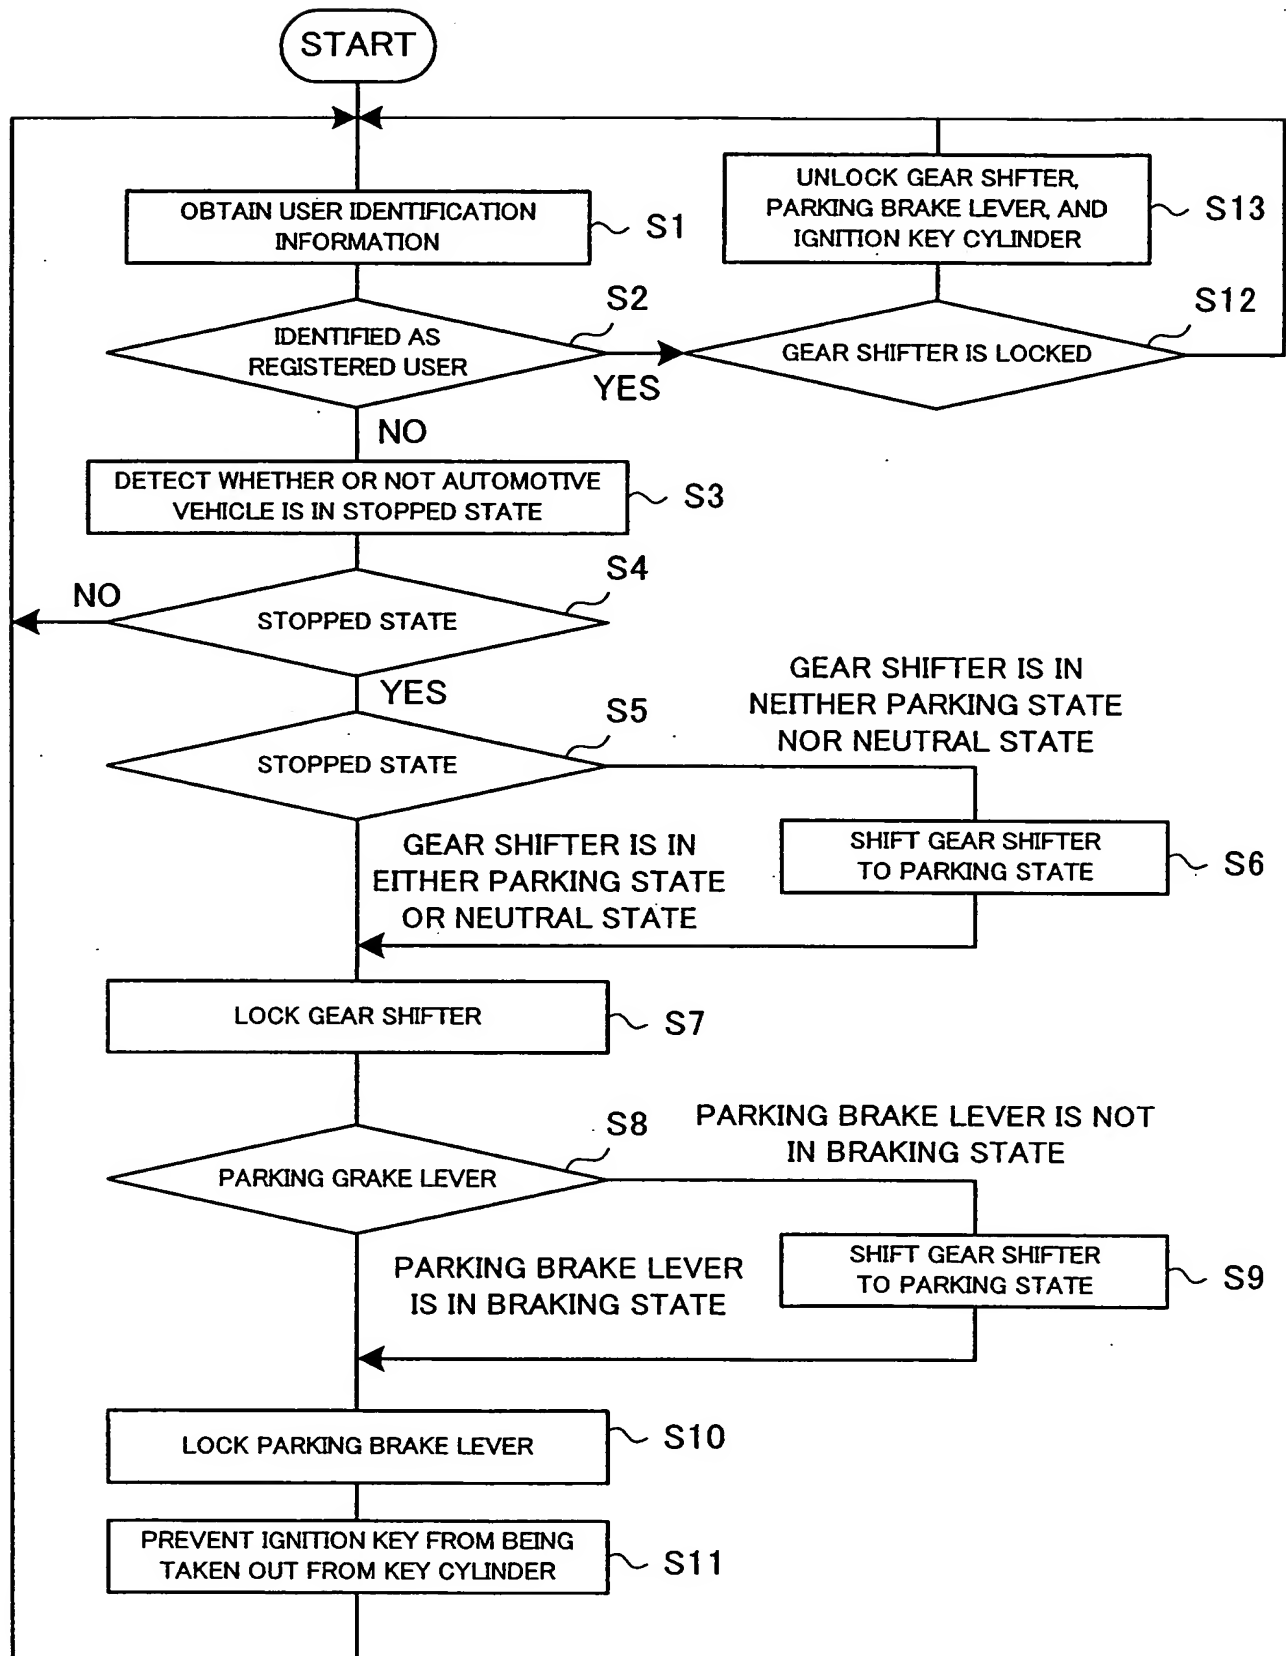 START
OBTAIN USER IDENTIFICATION
INFORMATION
S1
UNLOCK GEAR SHFTER,
PARKING BRAKE LEVER, AND
IGNITION KEY CYLINDER
S13
IDENTIFIED AS
REGISTERED USER
S2
YES
NO
GEAR SHIFTER IS LOCKED
S12
DETECT WHETHER OR NOT AUTOMOTIVE
VEHICLE IS IN STOPPED STATE
S3
STOPPED STATE
S4
NO
YES
STOPPED STATE
S5
GEAR SHIFTER IS IN
NEITHER PARKING STATE
NOR NEUTRAL STATE
SHIFT GEAR SHIFTER
TO PARKING STATE
S6
GEAR SHIFTER IS IN
EITHER PARKING STATE
OR NEUTRAL STATE
LOCK GEAR SHIFTER
S7
PARKING GRAKE LEVER
S8
PARKING BRAKE LEVER IS NOT
IN BRAKING STATE
SHIFT GEAR SHIFTER
TO PARKING STATE
S9
PARKING BRAKE LEVER
IS IN BRAKING STATE
LOCK PARKING BRAKE LEVER
S10
PREVENT IGNITION KEY FROM BEING
TAKEN OUT FROM KEY CYLINDER
S11